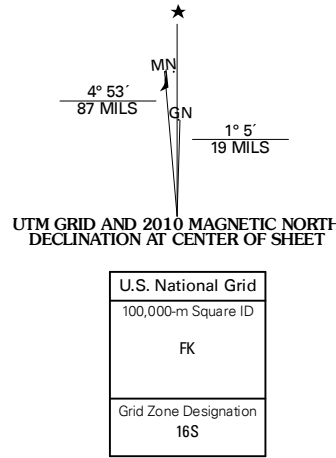 MN
4° 53´
87 MILS
GN
1° 5´
19 MILS
UTM GRID AND 2010 MAGNETIC NORTH
DECLINATION AT CENTER OF SHEET
U.S. National Grid
100,000-m Square ID
FK
Grid Zone Designation
16S